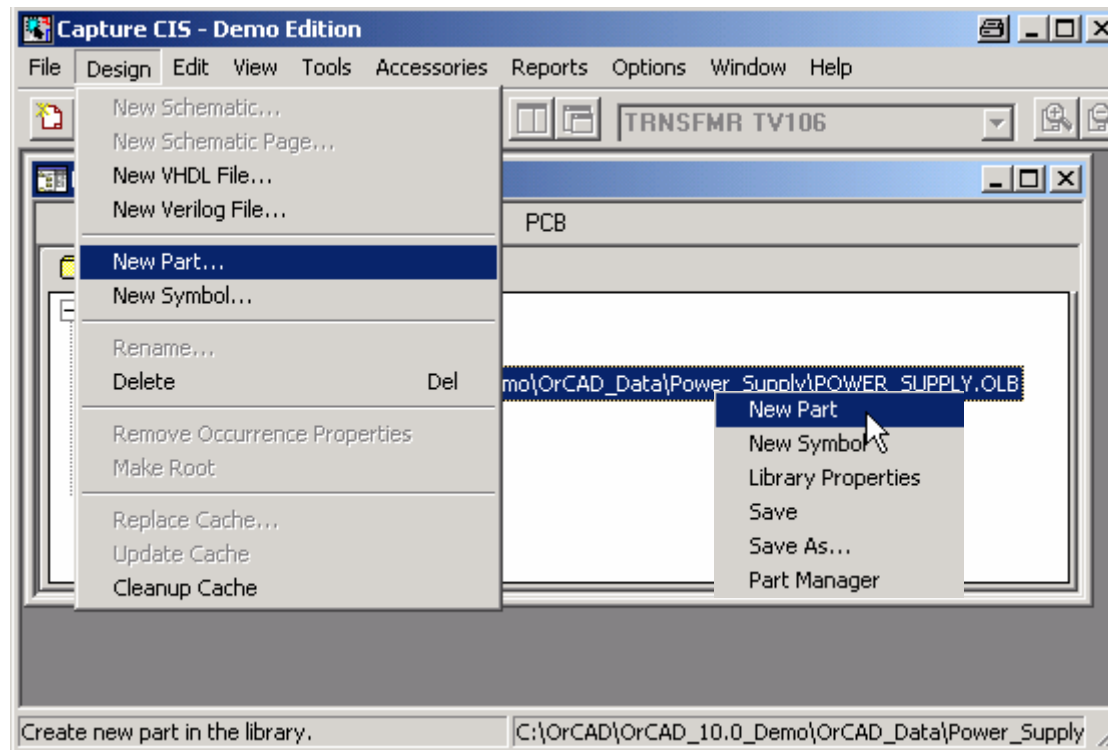 Capture CIS - Demo Edition
File Design Edit View Tools Accessories Reports Options Window Help
TRNSFMR TV106
New Schematic...
New Schematic Page...
New VHDL File...
New Verilog File...
PCB
New Part...
New Symbol...
Rename...
Delete Del
mo\OrCAD_Data\Power_Supply\POWER_SUPPLY.OLB
New Part
New Symbol
Library Properties
Save
Save As...
Part Manager
Remove Occurrence Properties
Make Root
Replace Cache...
Update Cache
Cleanup Cache
Create new part in the library. C:\OrCAD\OrCAD_10.0_Demo\OrCAD_Data\Power_Supply